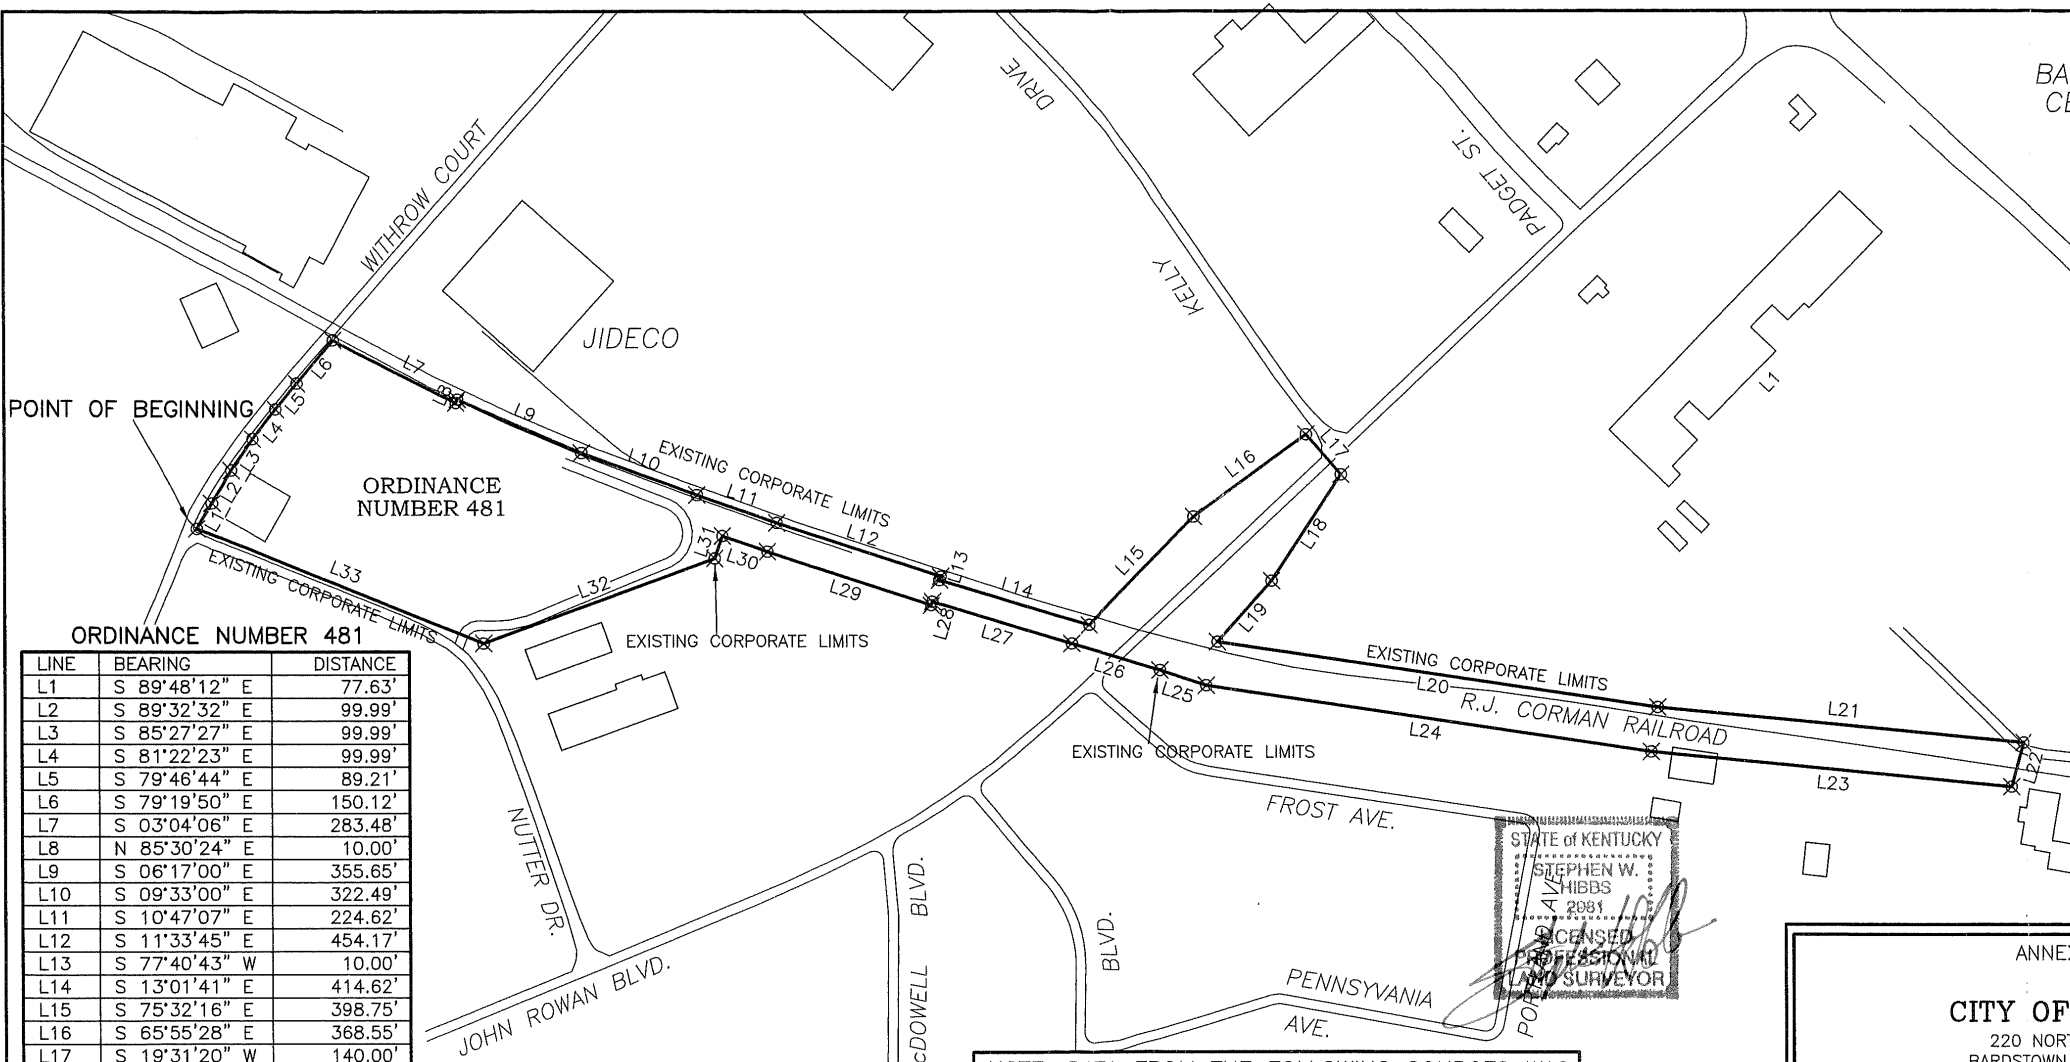 BA
CE
DRIVE
WITHROW COURT
PADGET ST.
KELLY
JIDECO
POINT OF BEGINNING
ORDINANCE
NUMBER 481
L1
L2
L3
L4
L5
L6
L7
L8
L9
L10
L11
L12
L13
L14
L15
L16
L17
L18
L19
L20
L21
L22
L23
L24
L25
L26
L27
L28
L29
L30
L31
L32
L33
L1
EXISTING CORPORATE LIMITS
EXISTING CORPORATE LIMITS
EXISTING CORPORATE LIMITS
EXISTING CORPORATE LIMITS
EXISTING CORPORATE LIMITS
R.J. CORMAN RAILROAD
FROST AVE.
NUTTER DR.
JOHN ROWAN BLVD.
cDOWELL BLVD.
BLVD.
PENNSYVANIA
AVE.
PORTLAND AVE
ORDINANCE NUMBER 481
LINE BEARING DISTANCE
L1 S 89°48'12" E 77.63'
L2 S 89°32'32" E 99.99'
L3 S 85°27'27" E 99.99'
L4 S 81°22'23" E 99.99'
L5 S 79°46'44" E 89.21'
L6 S 79°19'50" E 150.12'
L7 S 03°04'06" E 283.48'
L8 N 85°30'24" E 10.00'
L9 S 06°17'00" E 355.65'
L10 S 09°33'00" E 322.49'
L11 S 10°47'07" E 224.62'
L12 S 11°33'45" E 454.17'
L13 S 77°40'43" W 10.00'
L14 S 13°01'41" E 414.62'
L15 S 75°32'16" E 398.75'
L16 S 65°55'28" E 368.55'
L17 S 19°31'20" W 140.00'
STATE of KENTUCKY
STEPHEN W.
HIBBS
2081
LICENSED
PROFESSIONAL
LAND SURVEYOR
ANNEX
CITY OF
220 NOR
BARDSTOWN